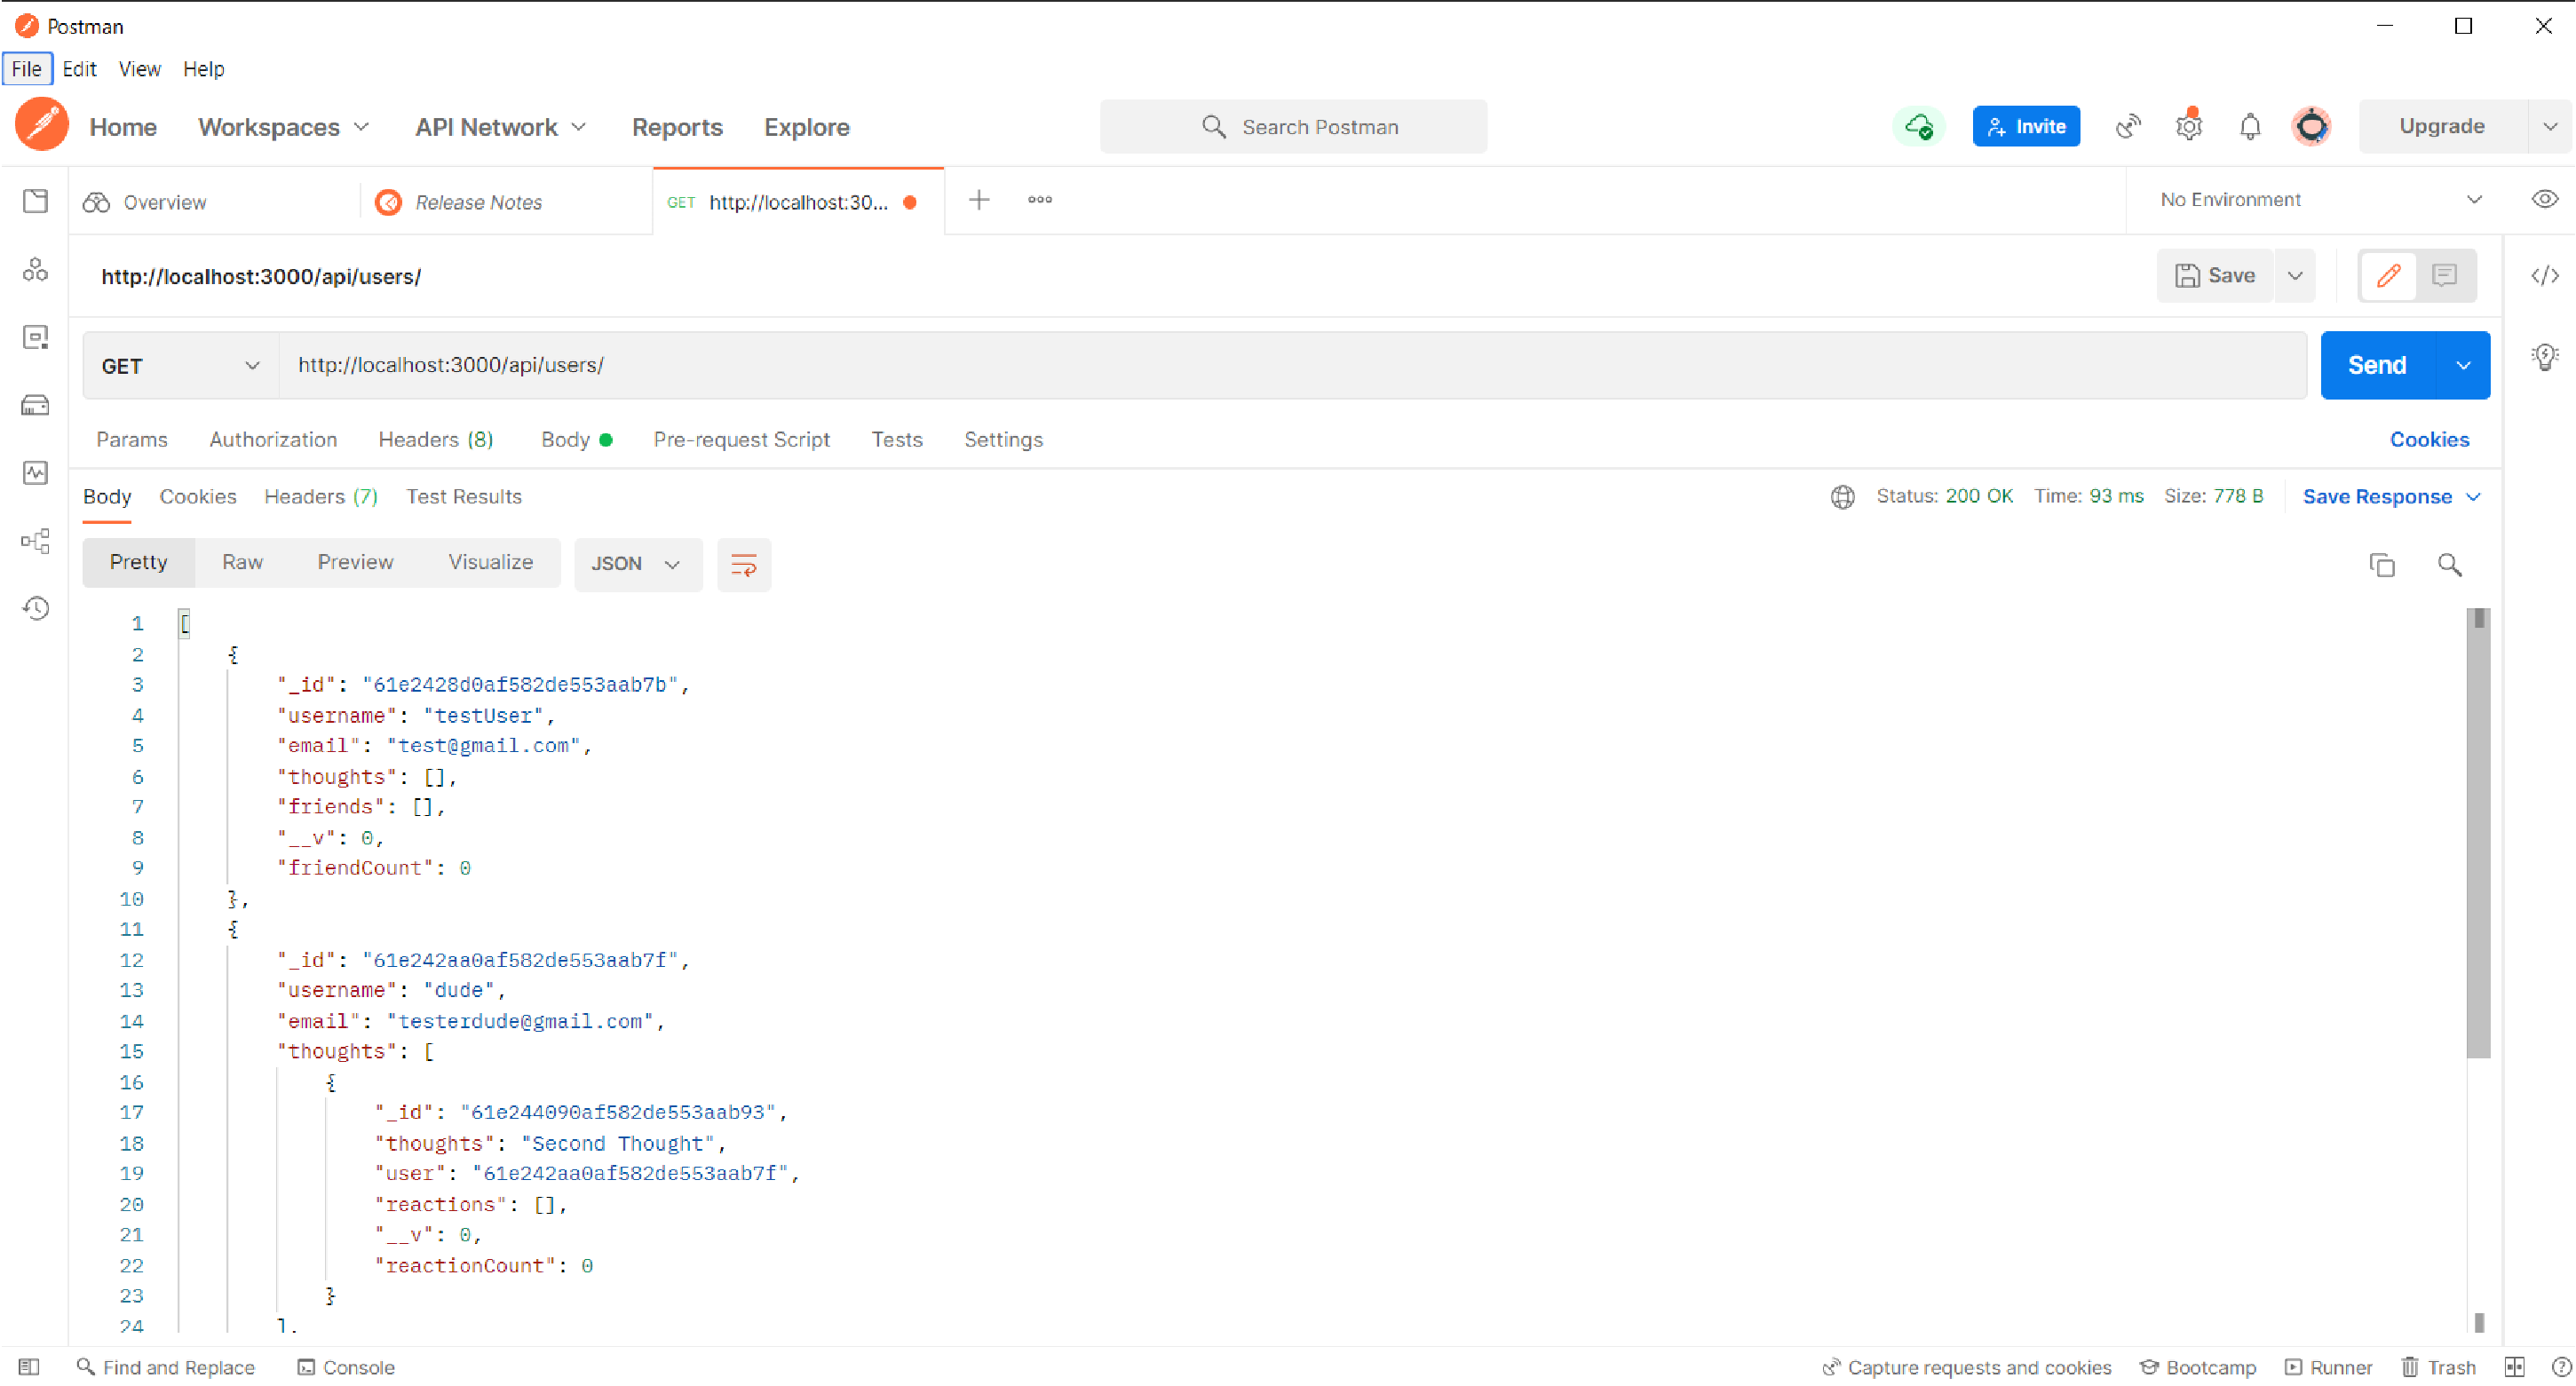 Postman
File Edit View Help
Home Workspaces API Network Reports Explore Search Postman Invite Upgrade
Overview Release Notes GET http://localhost:30... No Environment
http://localhost:3000/api/users/ Save
GET http://localhost:3000/api/users/ Send
Params Authorization Headers (8) Body Pre-request Script Tests Settings Cookies
Body Cookies Headers (7) Test Results Status: 200 OK Time: 93 ms Size: 778 B Save Response
Pretty Raw Preview Visualize JSON
1 [
2 {
3 "_id": "61e2428d0af582de553aab7b",
4 "username": "testUser",
5 "email": "test@gmail.com",
6 "thoughts": [],
7 "friends": [],
8 "__v": 0,
9 "friendCount": 0
10 },
11 {
12 "_id": "61e242aa0af582de553aab7f",
13 "username": "dude",
14 "email": "testerdude@gmail.com",
15 "thoughts": [
16 {
17 "_id": "61e244090af582de553aab93",
18 "thoughts": "Second Thought",
19 "user": "61e242aa0af582de553aab7f",
20 "reactions": [],
21 "__v": 0,
22 "reactionCount": 0
23 }
24 ],
Find and Replace Console Capture requests and cookies Bootcamp Runner Trash